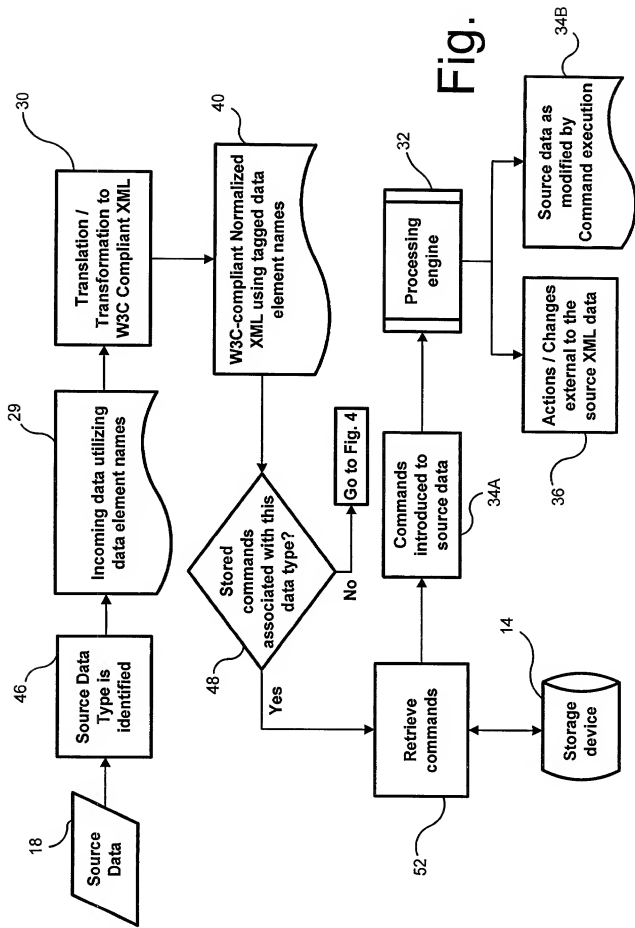 18
Source Data
46
Source Data
Type is
identified
29
Incoming data utilizing
data element names
30
Translation /
Transformation to
W3C Compliant XML
40
W3C-compliant Normalized
XML using tagged data
element names
Stored
commands
associated with this
data type?
48
Yes
No
Go to Fig. 4
Retrieve
commands
52
14
Storage
device
Commands
introduced to
source data
34A
32
Processing
engine
Actions / Changes
external to the
source XML data
36
34B
Source data as
modified by
Command execution
Fig.